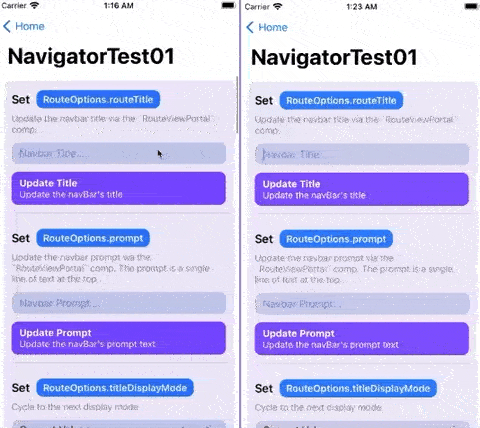 Carrier 1:16 AM
Home
NavigatorTest01
Set RouteOptions.routeTitle
Update the navbar title via the `RouteViewPortal`
comp.
Navbar Title...
Update Title
Update the navBar's title
Set RouteOptions.prompt
Update the navbar prompt via the
`RouteViewPortal` comp. The prompt is a single
line of text at the top.
Navbar Prompt...
Update Prompt
Update the navBar's prompt text
Set RouteOptions.titleDisplayMode
Cycle to the next display mode
Carrier 1:23 AM
Home
NavigatorTest01
Set RouteOptions.routeTitle
Update the navbar title via the `RouteViewPortal`
comp.
Navbar Title...
Update Title
Update the navBar's title
Set RouteOptions.prompt
Update the navbar prompt via the
`RouteViewPortal` comp. The prompt is a single
line of text at the top.
Navbar Prompt...
Update Prompt
Update the navBar's prompt text
Set RouteOptions.titleDisplayMode
Cycle to the next display mode